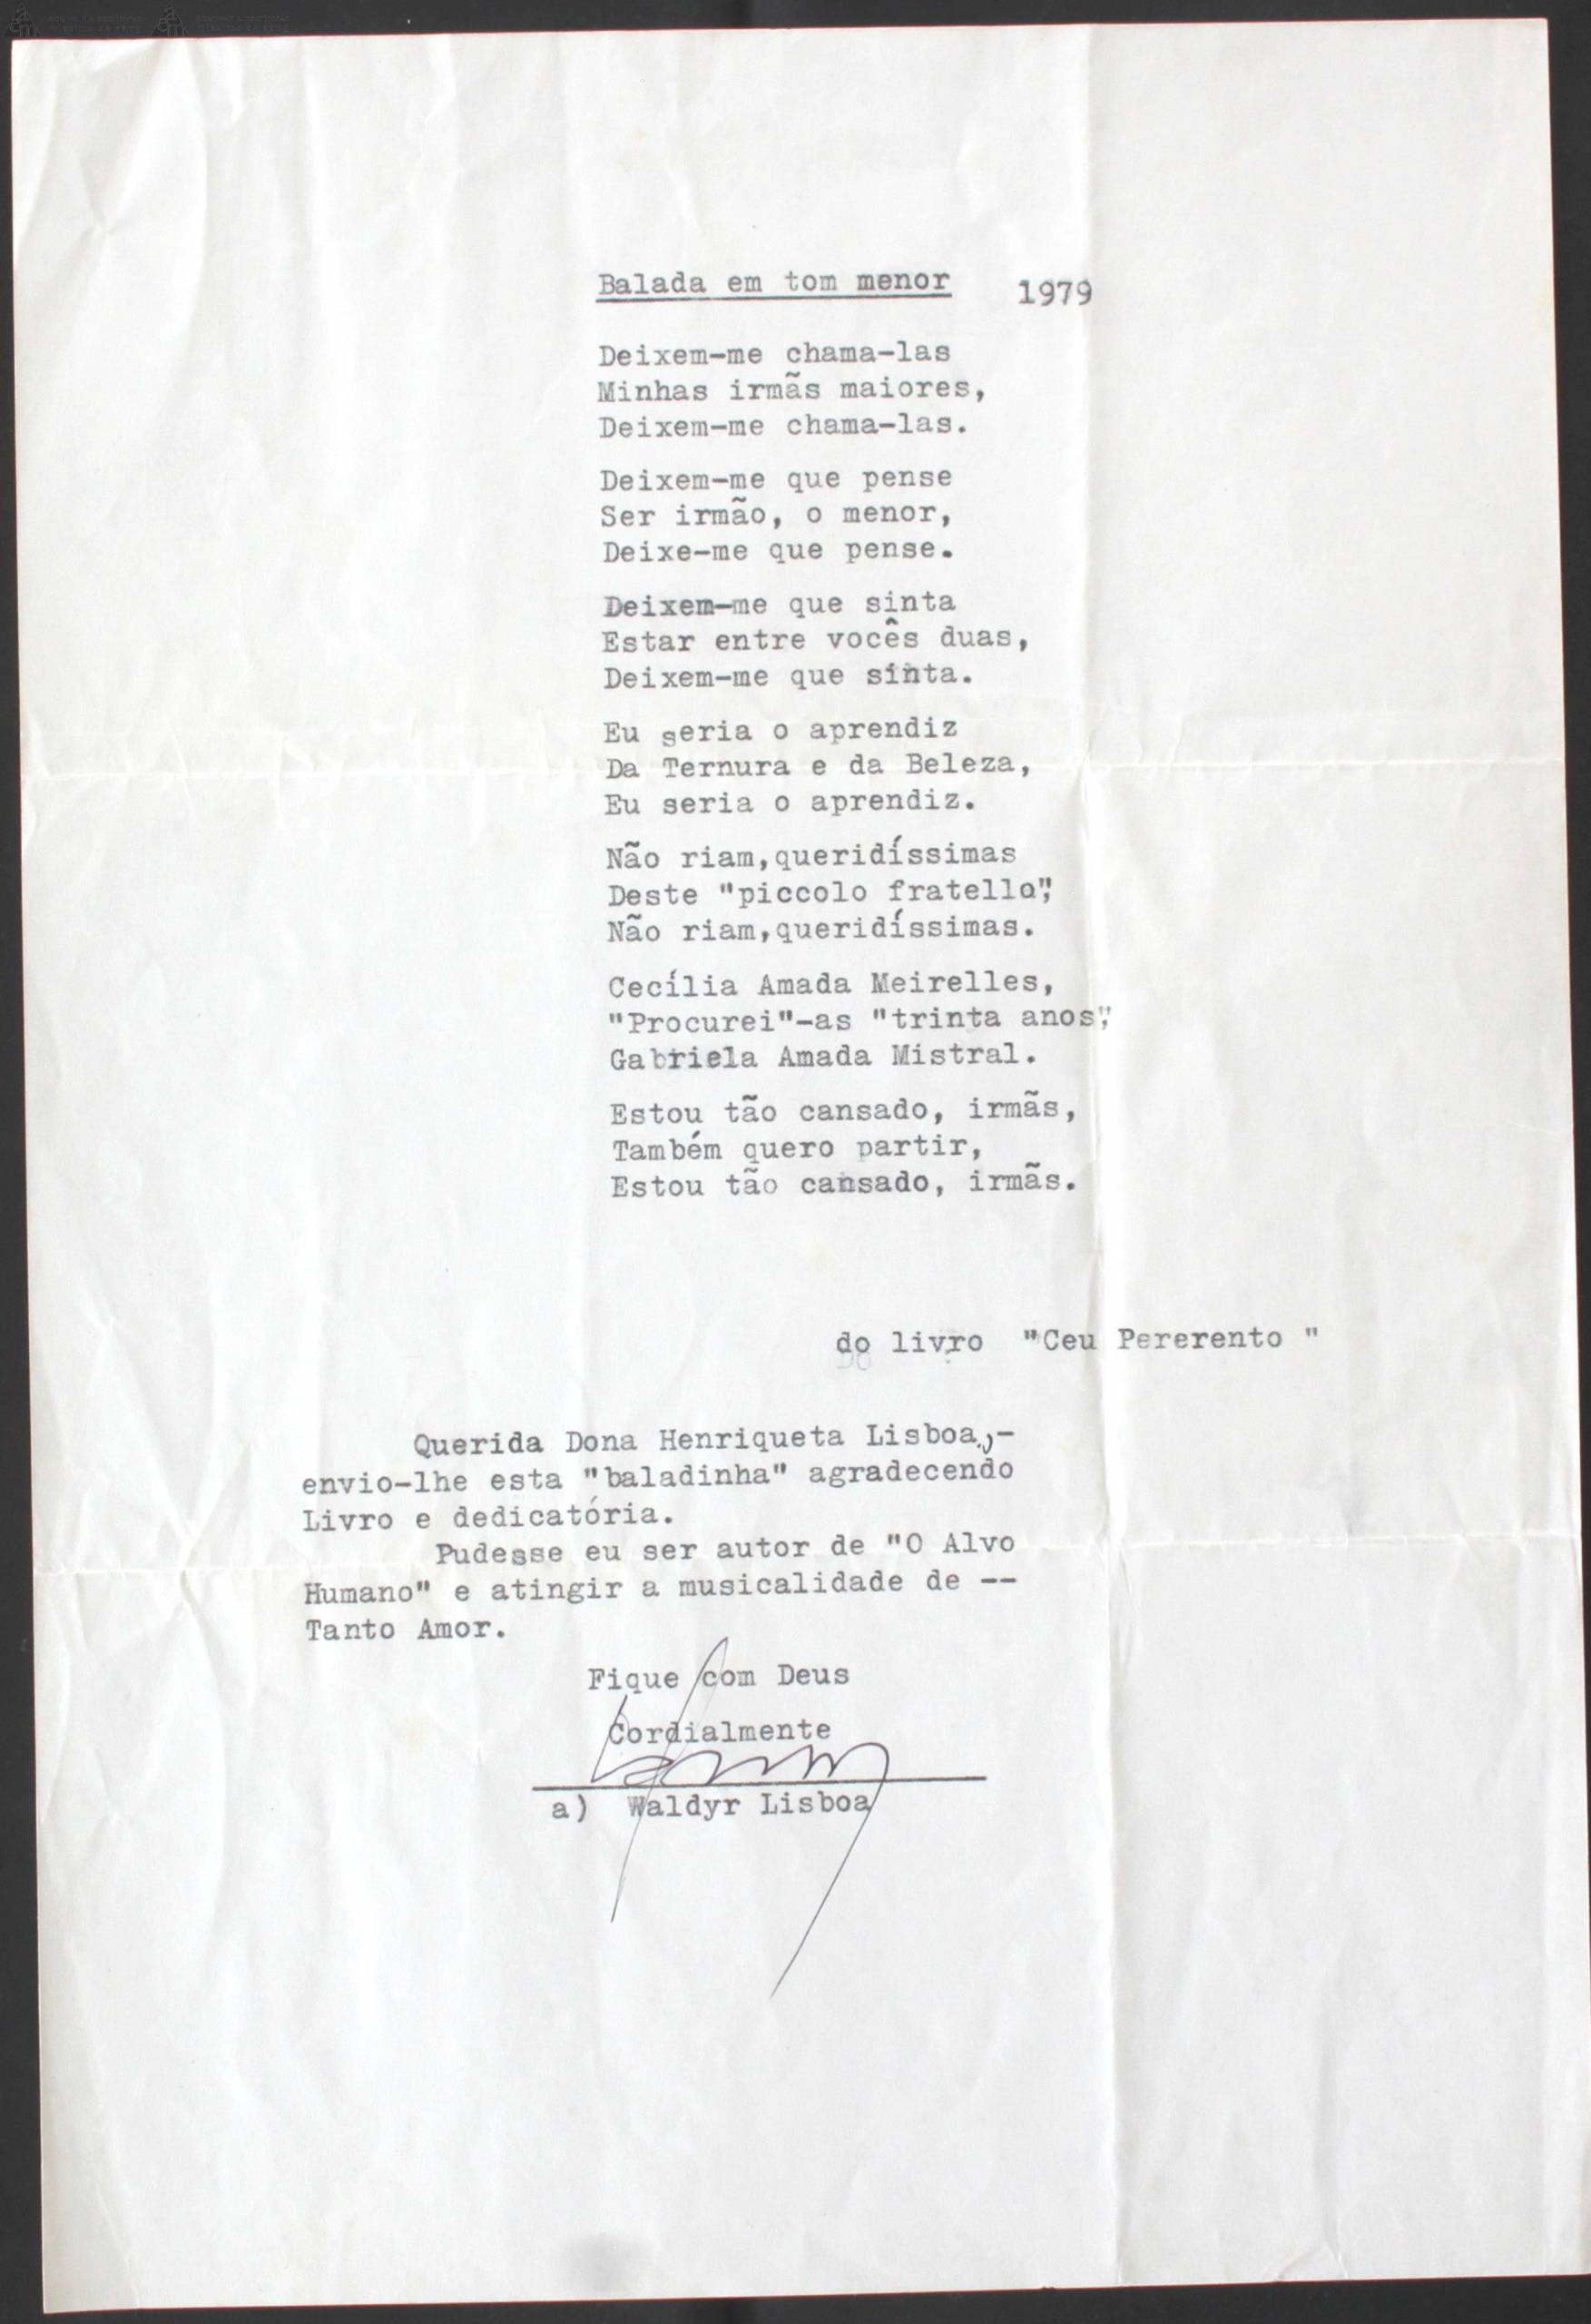 Balada em tom menor 1979
Deixem-me chama-las
Minhas irmãs maiores,
Deixem-me chama-las.
Deixem-me que pense
Ser irmão, o menor,
Deixe-me que pense.
Deixem-me que sinta
Estar entre vocês duas,
Deixem-me que sinta.
Eu seria o aprendiz
Da Ternura e da Beleza,
Eu seria o aprendiz.
Não riam,queridíssimas
Deste "piccolo fratello",
Não riam,queridíssimas.
Cecília Amada Meirelles,
"Procurei"-as "trinta anos",
Gabriela Amada Mistral.
Estou tão cansado, irmãs,
Também quero partir,
Estou tão cansado, irmãs.
do livro "Ceu Pererento "
Querida Dona Henriqueta Lisboa,-
envio-lhe esta "baladinha" agradecendo
Livro e dedicatória.
Pudesse eu ser autor de "O Alvo
Humano" e atingir a musicalidade de --
Tanto Amor.
Fique com Deus
Cordialmente
a) Waldyr Lisboa